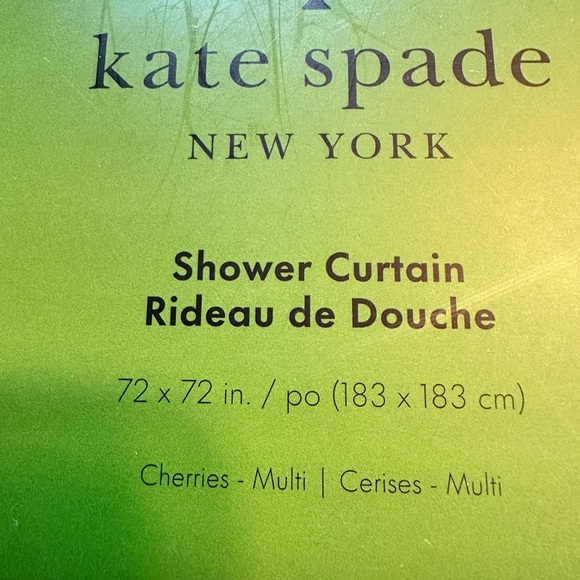 kate spade
NEW YORK
Shower Curtain
Rideau de Douche
72 x 72 in. / po (183 x 183 cm)
Cherries - Multi | Cerises - Multi